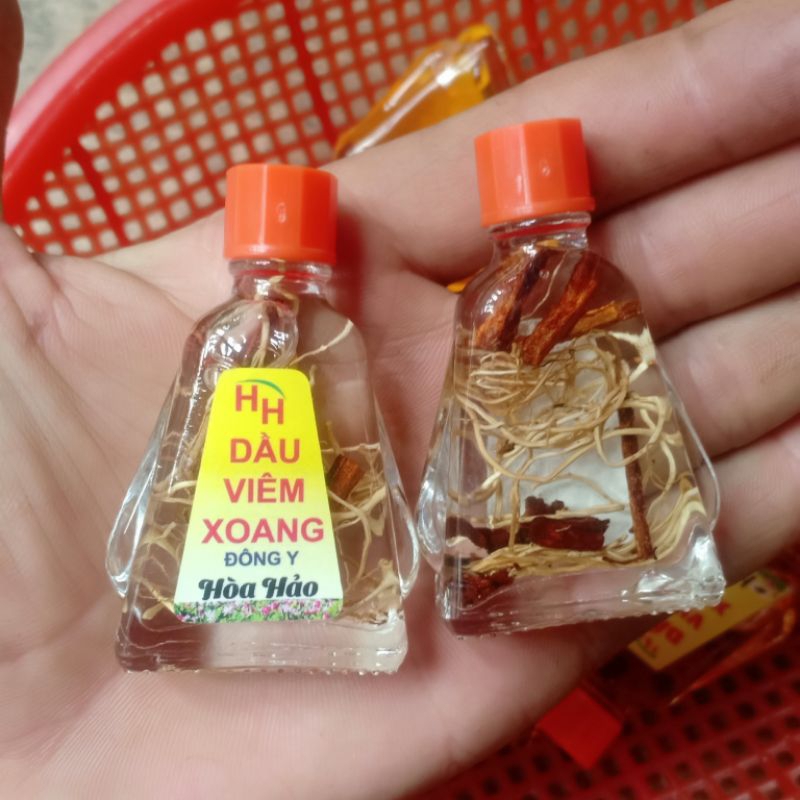 HH
DẦU
VIÊM
XOANG
ĐÔNG Y
Hòa Hảo